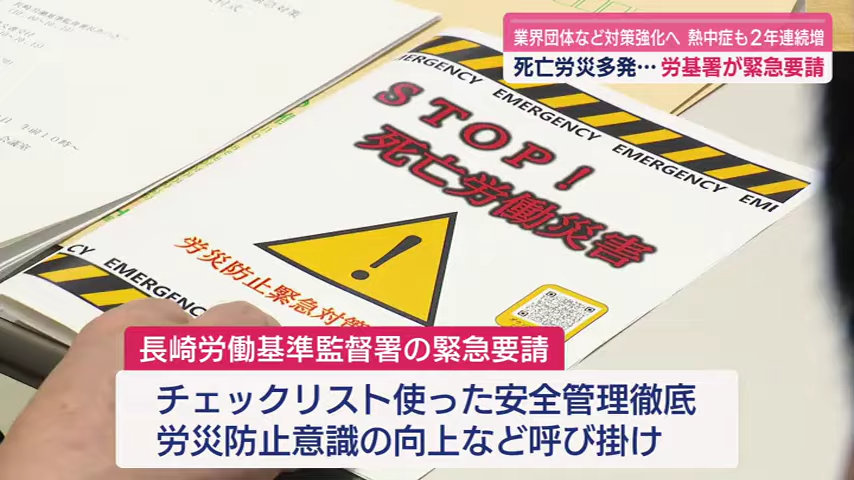 業界団体など対策強化へ 熱中症も2年連続増
死亡労災多発… 労基署が緊急要請
EMERGENCY EMERGENCY EMERGENCY EME
STOP!
死亡労働災害
労災防止緊急対策
CY EMERGENCY
長崎労働基準監督署の緊急要請
チェックリスト使った安全管理徹底
労災防止意識の向上など呼び掛け